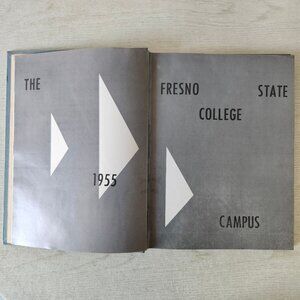 THE
1955
FRESNO STATE
COLLEGE
CAMPUS